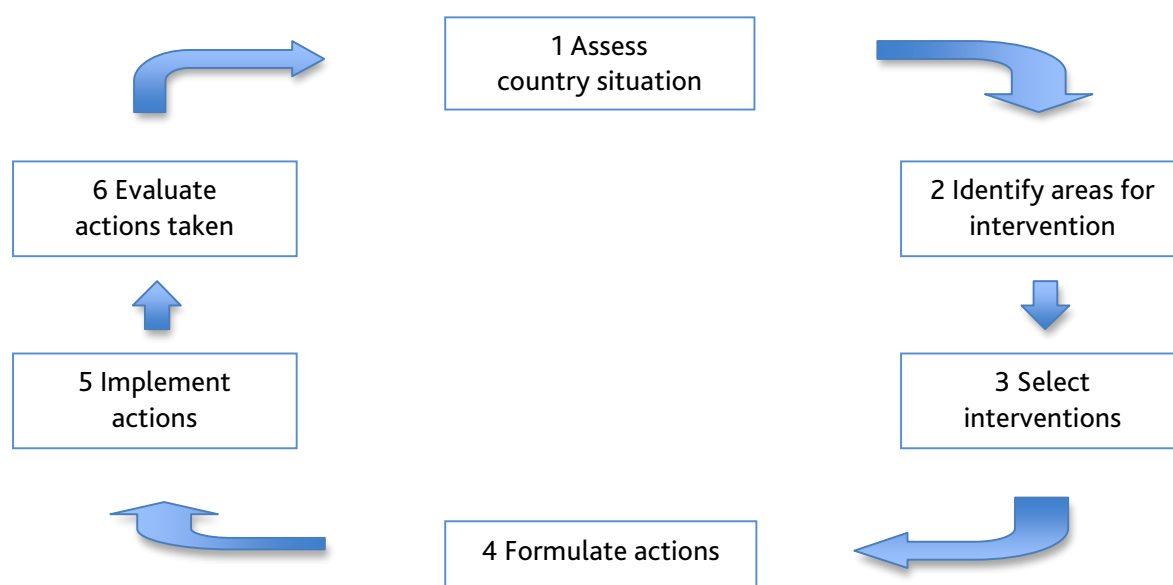 1 Assess
country situation
2 Identify areas for
intervention
3 Select
interventions
4 Formulate actions
5 Implement
actions
6 Evaluate
actions taken